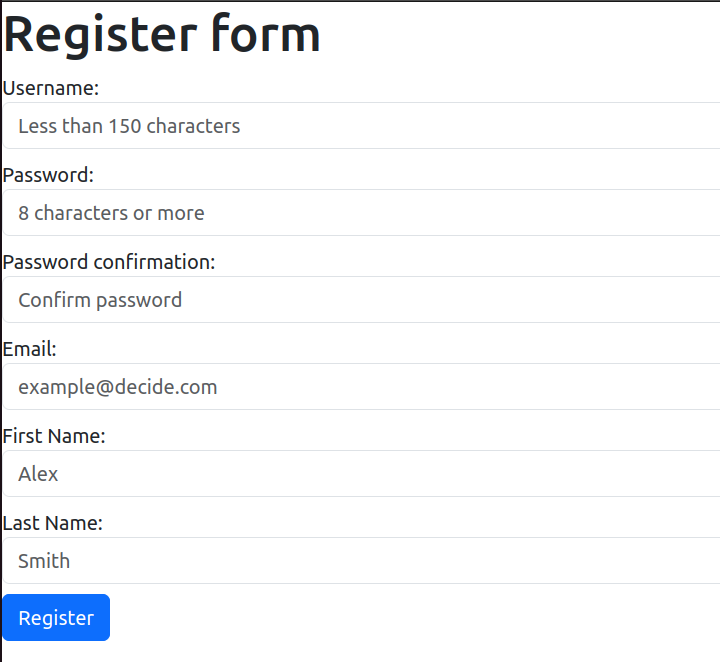 Register form
Username:
Less than 150 characters
Password:
8 characters or more
Password confirmation:
Confirm password
Email:
example@decide.com
First Name:
Alex
Last Name:
Smith
Register